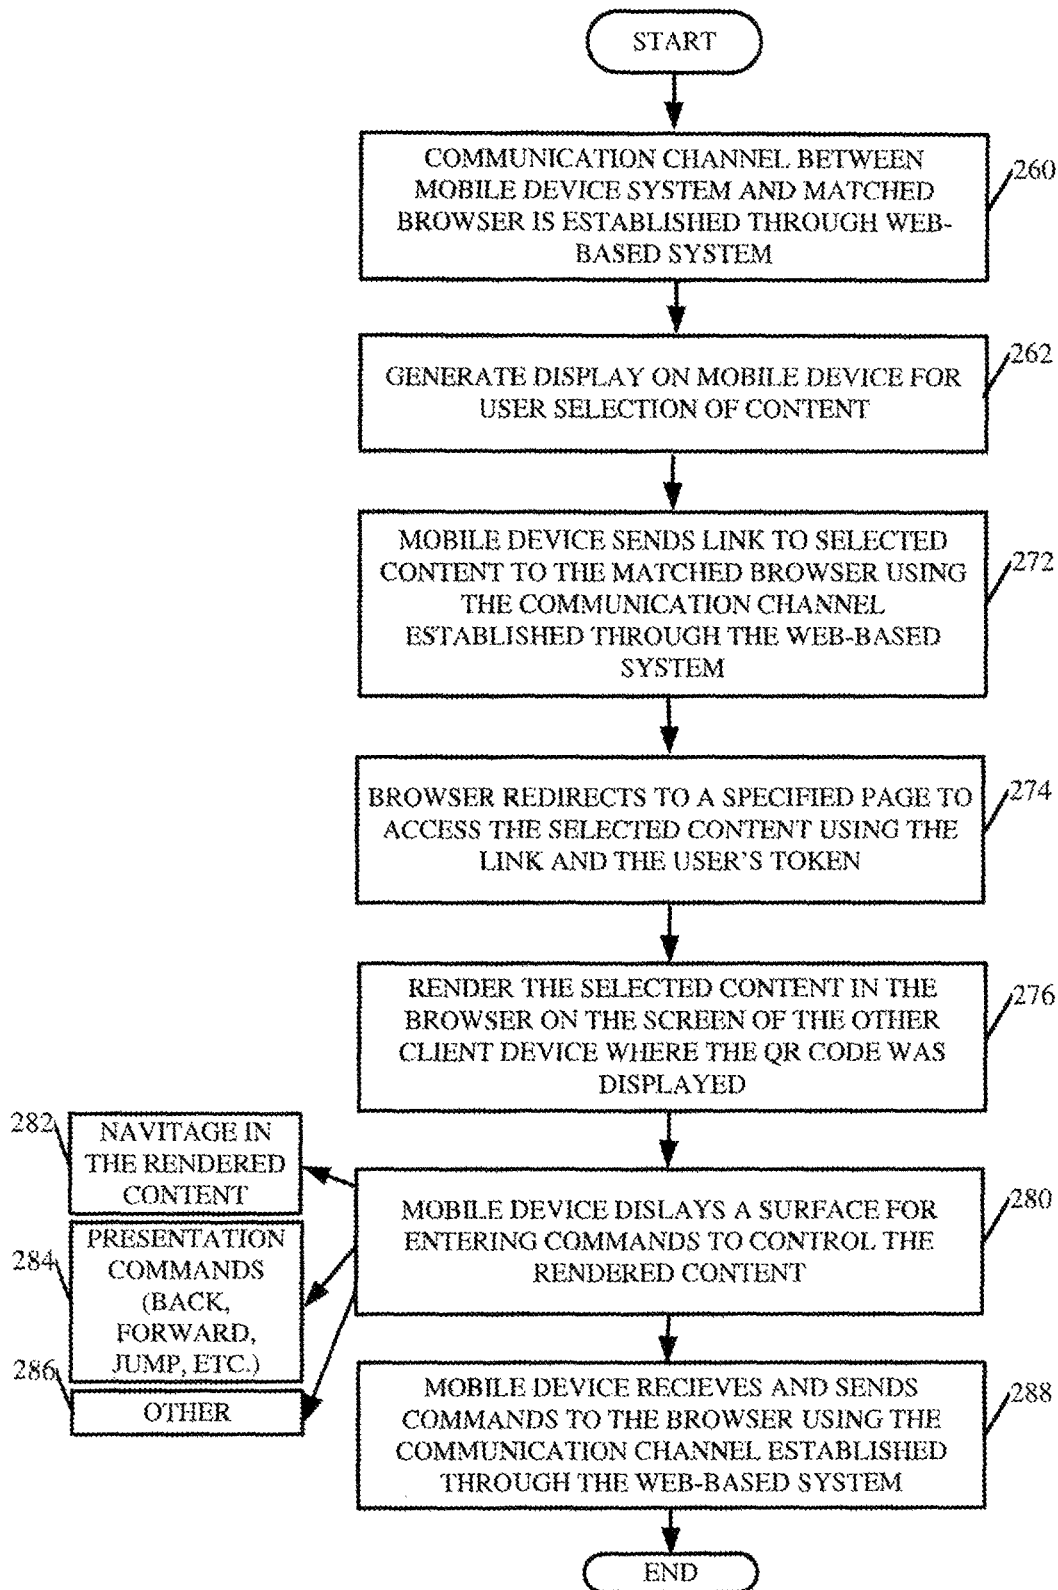 START
COMMUNICATION CHANNEL BETWEEN
MOBILE DEVICE SYSTEM AND MATCHED
BROWSER IS ESTABLISHED THROUGH WEB-
BASED SYSTEM
260
GENERATE DISPLAY ON MOBILE DEVICE FOR
USER SELECTION OF CONTENT
262
MOBILE DEVICE SENDS LINK TO SELECTED
CONTENT TO THE MATCHED BROWSER USING
THE COMMUNICATION CHANNEL
ESTABLISHED THROUGH THE WEB-BASED
SYSTEM
272
BROWSER REDIRECTS TO A SPECIFIED PAGE TO
ACCESS THE SELECTED CONTENT USING THE
LINK AND THE USER'S TOKEN
274
RENDER THE SELECTED CONTENT IN THE
BROWSER ON THE SCREEN OF THE OTHER
CLIENT DEVICE WHERE THE QR CODE WAS
DISPLAYED
276
282
NAVITAGE IN
THE RENDERED
CONTENT
284
PRESENTATION
COMMANDS
(BACK,
FORWARD,
JUMP, ETC.)
286
OTHER
MOBILE DEVICE DISLAYS A SURFACE FOR
ENTERING COMMANDS TO CONTROL THE
RENDERED CONTENT
280
MOBILE DEVICE RECIEVES AND SENDS
COMMANDS TO THE BROWSER USING THE
COMMUNICATION CHANNEL ESTABLISHED
THROUGH THE WEB-BASED SYSTEM
288
END